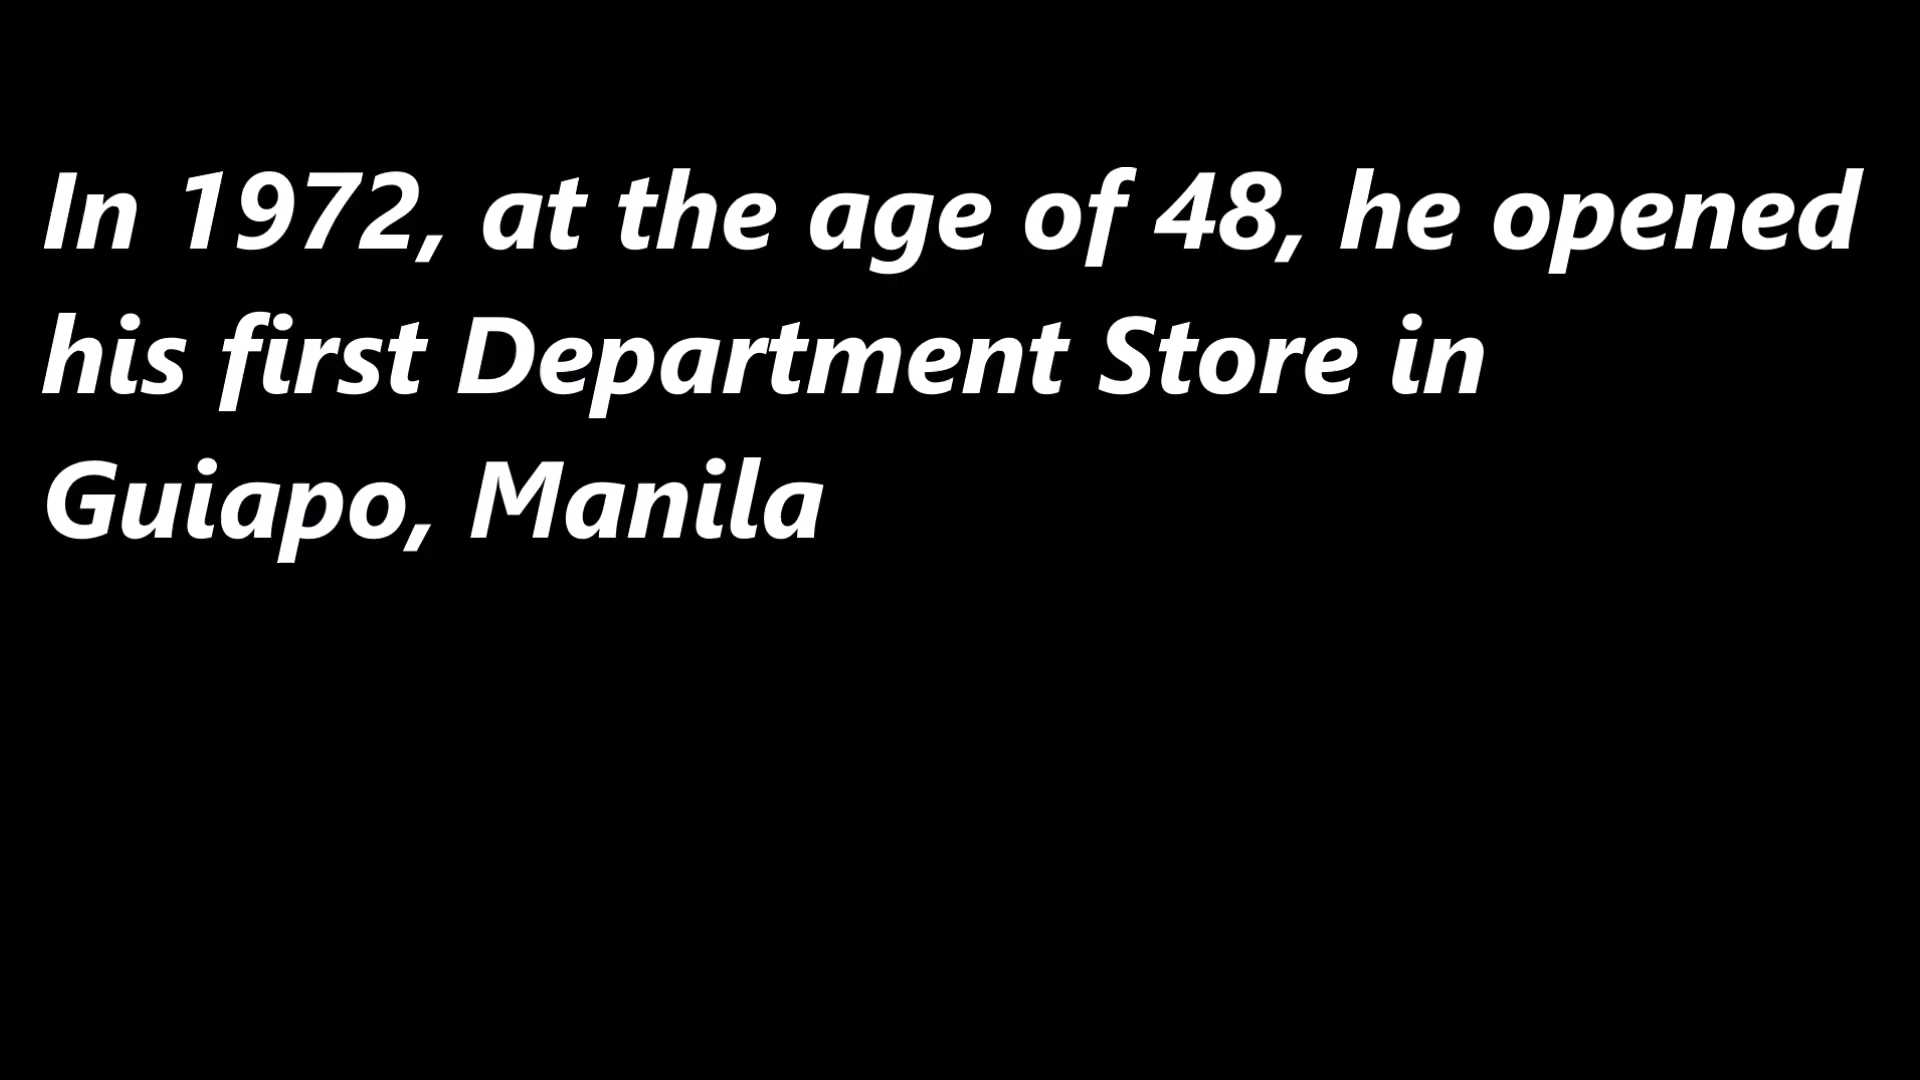 In 1972, at the age of 48, he opened
his first Department Store in
Guiapo, Manila